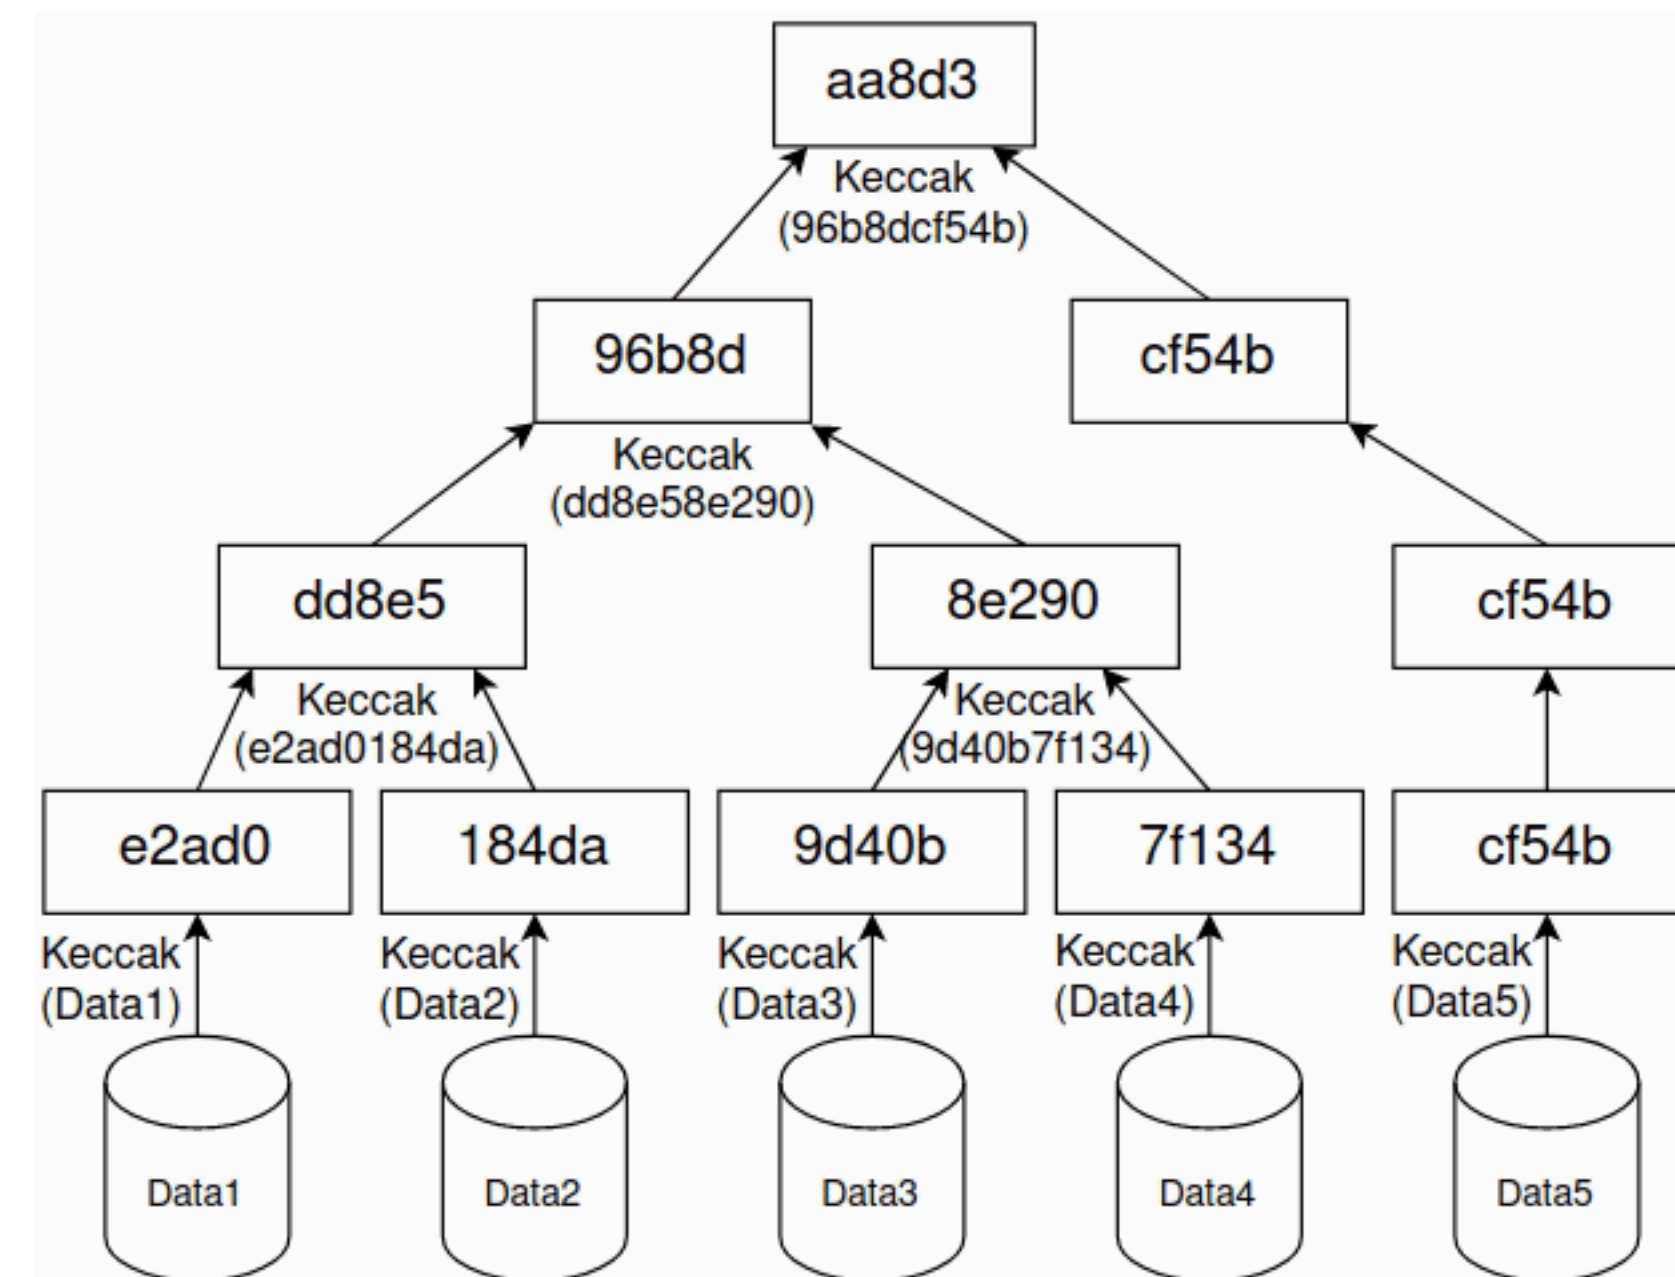 aa8d3
Keccak
(96b8dcf54b)
96b8d
cf54b
Keccak
(dd8e58e290)
dd8e5
8e290
cf54b
Keccak
(e2ad0184da)
Keccak
(9d40b7f134)
e2ad0
184da
9d40b
7f134
cf54b
Keccak
(Data1)
Keccak
(Data2)
Keccak
(Data3)
Keccak
(Data4)
Keccak
(Data5)
Data1
Data2
Data3
Data4
Data5